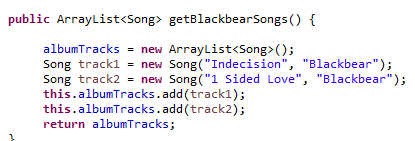 public ArrayList<Song> getBlackbearSongs() {
albumTracks = new ArrayList<Song>();
Song track1 = new Song("Indecision", "Blackbear");
Song track2 = new Song("1 Sided Love", "Blackbear");
this.albumTracks.add(track1);
this.albumTracks.add(track2);
return albumTracks;
}